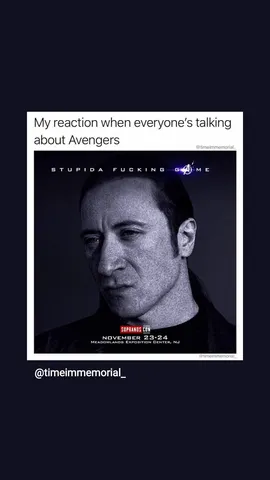 My reaction when everyone's talking
about Avengers
@timeimmemorial_
STUPIDA FUCKING GAME
SOPRANOS CON
NOVEMBER 23-24
MEADOWLANDS EXPOSITION CENTER, NJ
@timeimmemorial_
@timeimmemorial_